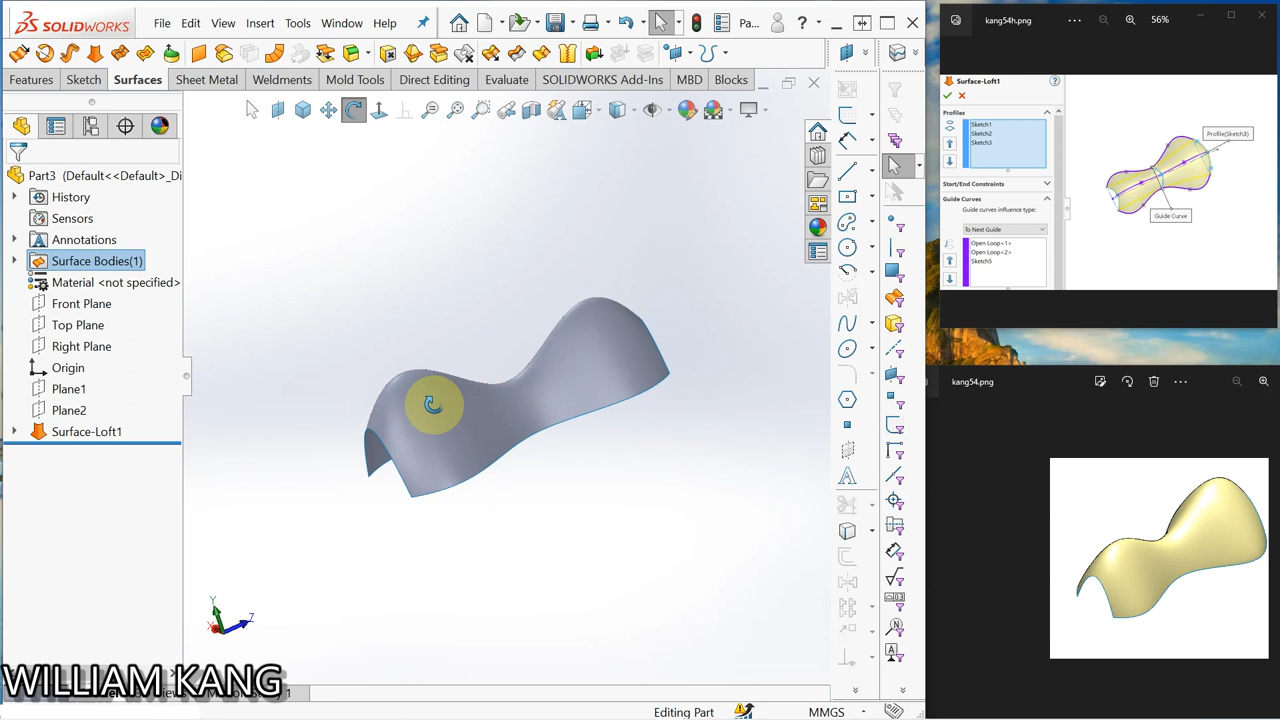 SOLIDWORKS File Edit View Insert Tools Window Help Pa... ?
Features Sketch Surfaces Sheet Metal Weldments Mold Tools Direct Editing Evaluate SOLIDWORKS Add-Ins MBD Blocks
Part3 (Default<<Default>_Di
History
Sensors
Annotations
Surface Bodies(1)
Material <not specified>
Front Plane
Top Plane
Right Plane
Origin
Plane1
Plane2
Surface-Loft1
Y
Z
X
WILLIAM KANG
Editing Part MMGS
kang54h.png ... 56%
Surface-Loft1
Profiles
Sketch1
Sketch2
Sketch3
Start/End Constraints
Guide Curves
Guide curves influence type:
To Next Guide
Open Loop<1>
Open Loop<2>
Sketch5
Profile(Sketch3)
Guide Curve
kang54.png ...